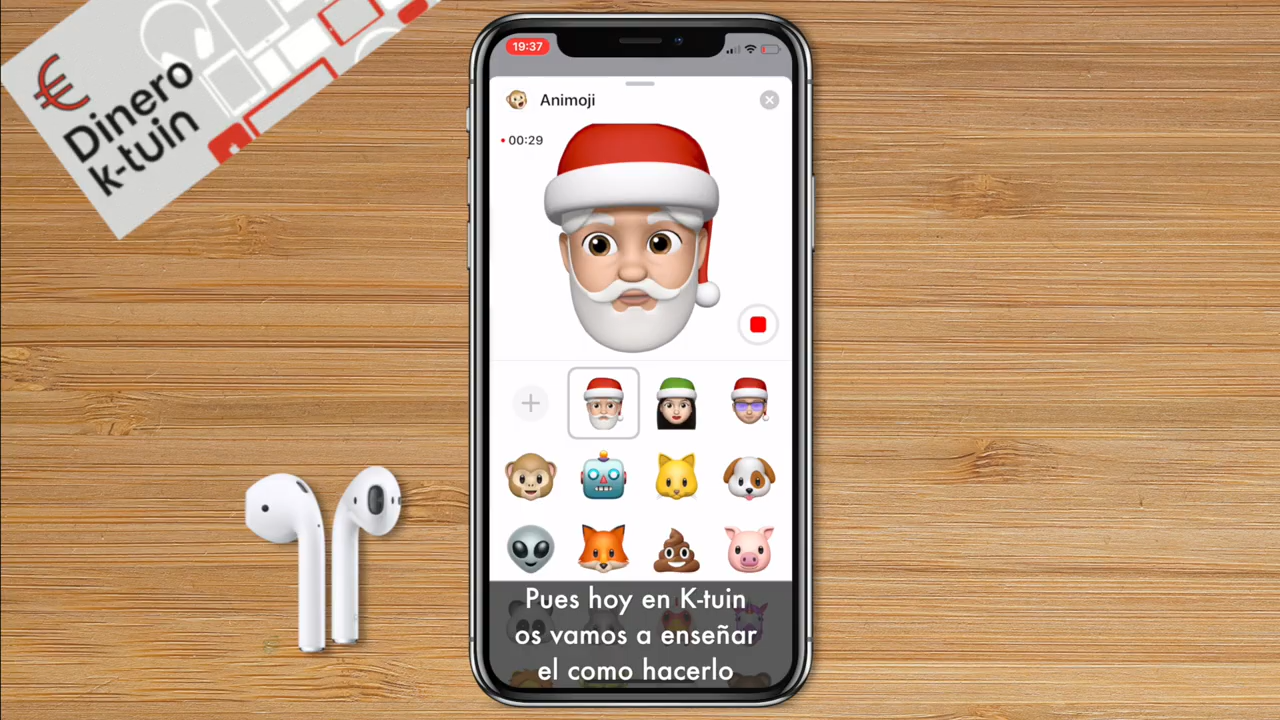 €
Dinero
k-tuin
19:37
Animoji
00:29
Pues hoy en K-tuin
os vamos a enseñar
el como hacerlo